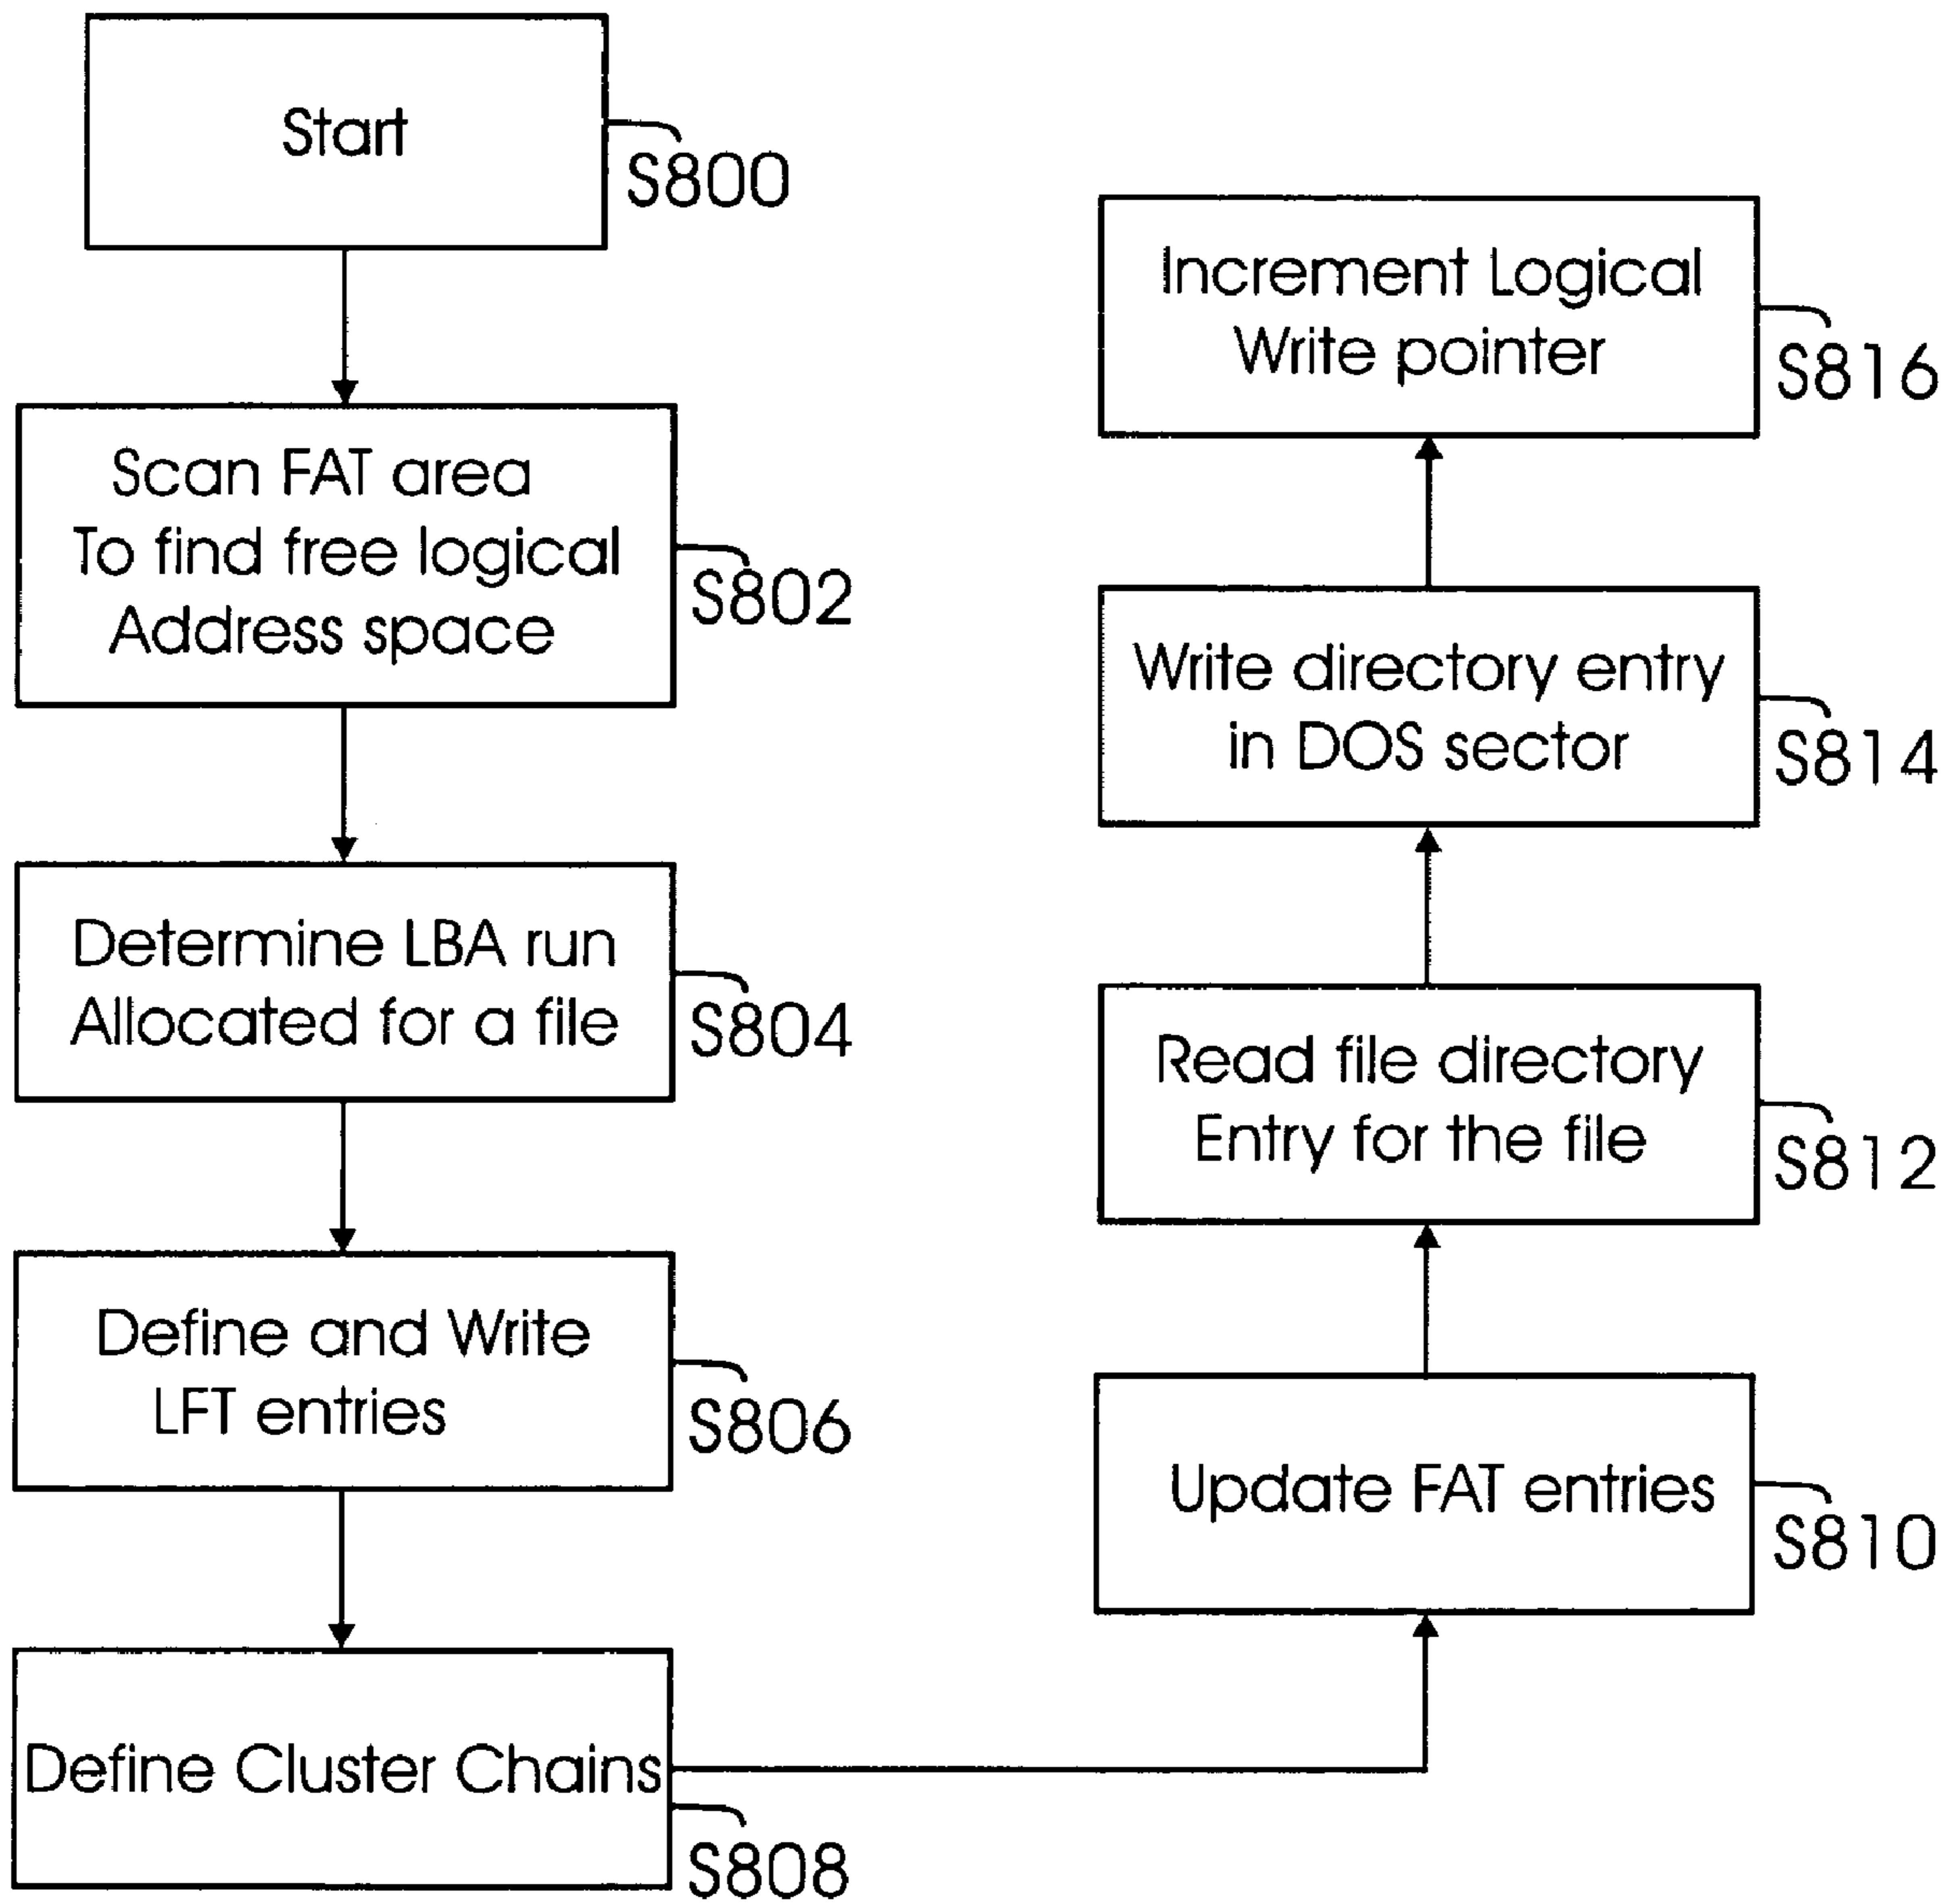 Start
S800
Scan FAT area
To find free logical
Address space
S802
Determine LBA run
Allocated for a file
S804
Define and Write
LFT entries
S806
Define Cluster Chains
S808
Update FAT entries
S810
Read file directory
Entry for the file
S812
Write directory entry
in DOS sector
S814
Increment Logical
Write pointer
S816